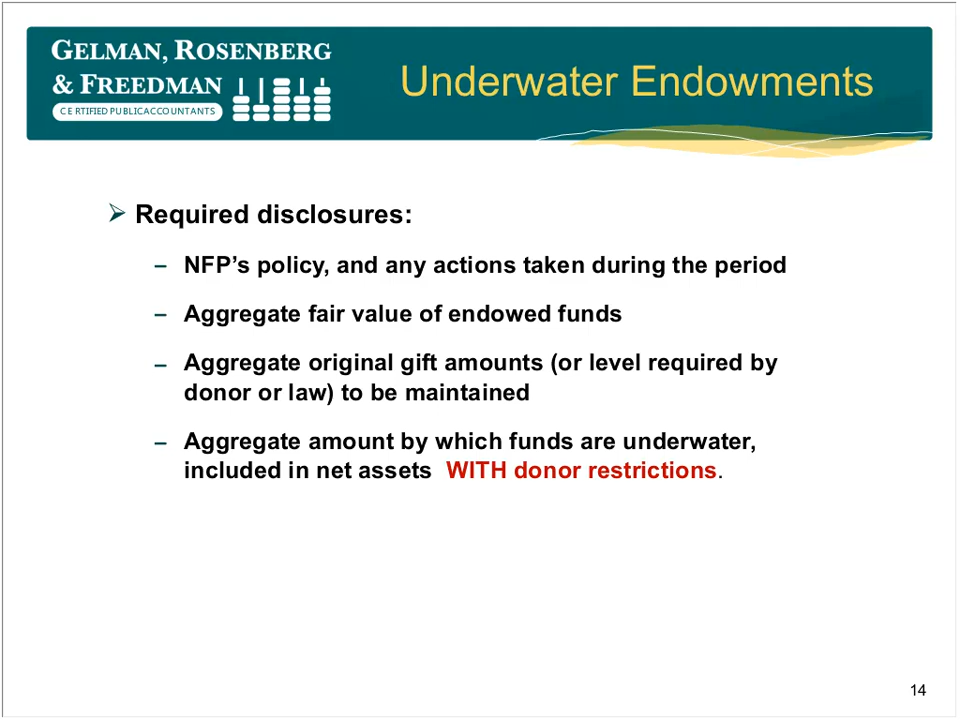 GELMAN, ROSENBERG
& FREEDMAN
CERTIFIED PUBLIC ACCOUNTANTS
Underwater Endowments
➢ Required disclosures:
– NFP’s policy, and any actions taken during the period
– Aggregate fair value of endowed funds
– Aggregate original gift amounts (or level required by
donor or law) to be maintained
– Aggregate amount by which funds are underwater,
included in net assets WITH donor restrictions.
14